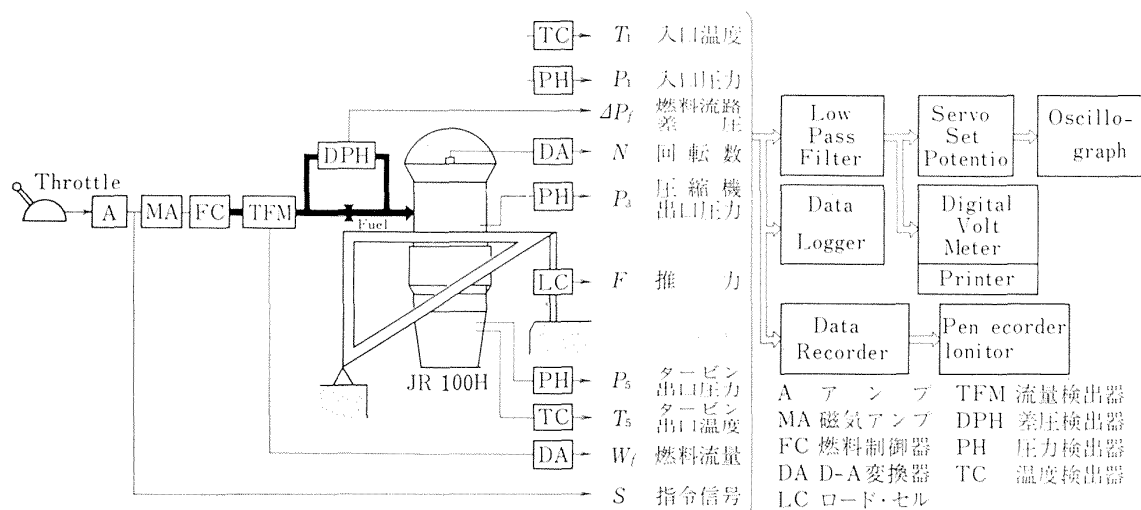 Throttle
A
MA
FC
TFM
DPH
Fuel
JR 100H
TC T₁ 入口温度
PH P₁ 入口圧力
ΔP_f 燃料流路差圧
DA N 回転数
PH P₃ 圧縮機出口圧力
LC F 推力
PH P₅ タービン出口圧力
TC T₅ タービン出口温度
DA W_f 燃料流量
S 指令信号
Low
Pass
Filter
Servo
Set
Potentio
Oscillo-
graph
Data
Logger
Digital
Volt
Meter
Printer
Data
Recorder
Pen ecorder
lonitor
A アンプ TFM 流量検出器
MA 磁気アンプ DPH 差圧検出器
FC 燃料制御器 PH 圧力検出器
DA D-A変換器 TC 温度検出器
LC ロード・セル